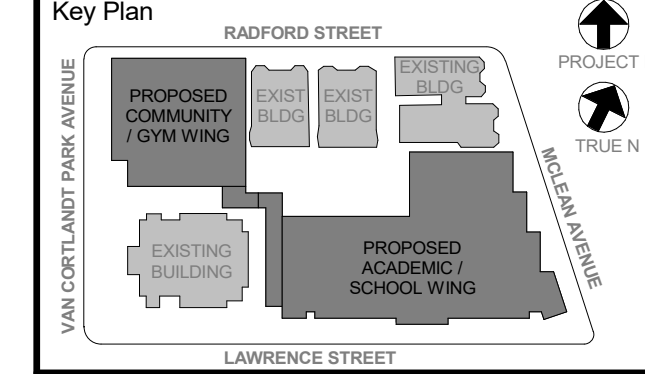 Key Plan
RADFORD STREET
PROJECT
TRUE N
VAN CORTLANDT PARK AVENUE
PROPOSED
COMMUNITY
/ GYM WING
EXIST
BLDG
EXIST
BLDG
EXISTING
BLDG
MCLEAN AVENUE
EXISTING
BUILDING
PROPOSED
ACADEMIC /
SCHOOL WING
LAWRENCE STREET